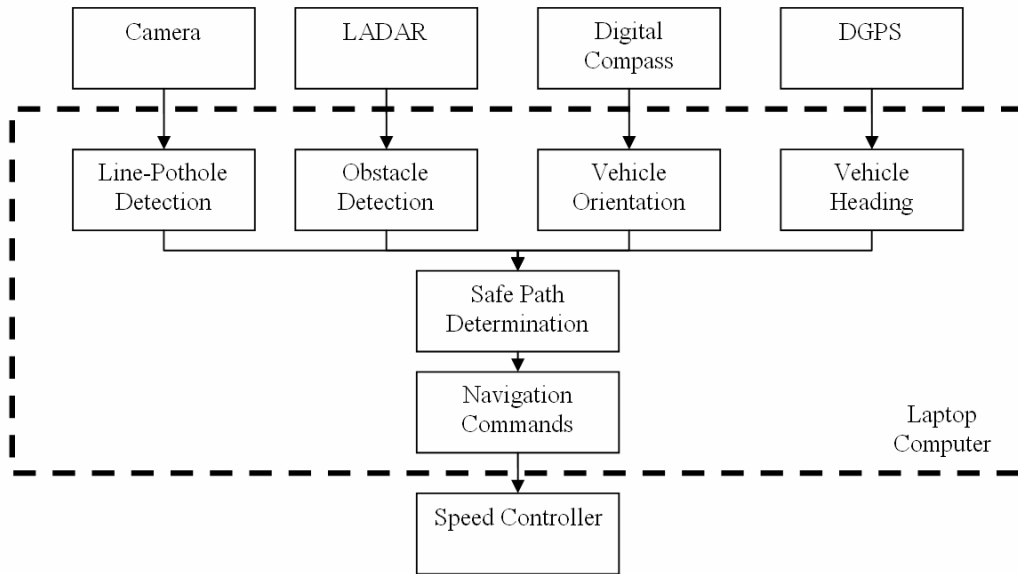 Camera
LADAR
Digital
Compass
DGPS
Line-Pothole
Detection
Obstacle
Detection
Vehicle
Orientation
Vehicle
Heading
Safe Path
Determination
Navigation
Commands
Laptop
Computer
Speed Controller